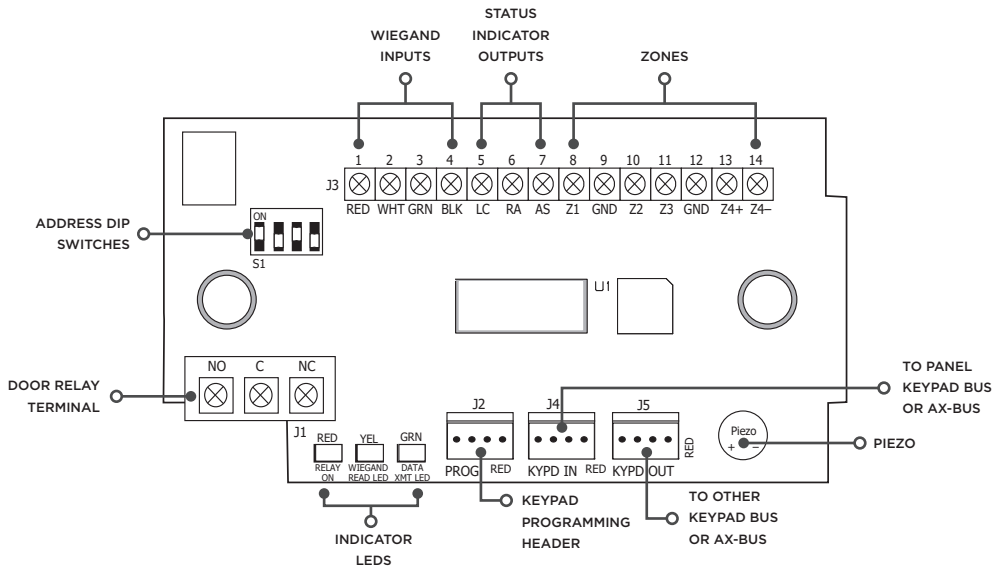 WIEGAND
INPUTS
STATUS
INDICATOR
OUTPUTS
ZONES
1 2 3 4 5 6 7 8 9 10 11 12 13 14
J3
RED WHT GRN BLK LC RA AS Z1 GND Z2 Z3 GND Z4+ Z4−
ADDRESS DIP
SWITCHES
ON
S1
U1
DOOR RELAY
TERMINAL
NO C NC
J1
RED YEL GRN
RELAY
ON
WIEGAND
READ LED
DATA
XMT LED
INDICATOR
LEDS
J2
PROG RED
KEYPAD
PROGRAMMING
HEADER
J4
KYPD IN RED
J5
KYPD OUT
RED
TO PANEL
KEYPAD BUS
OR AX-BUS
TO OTHER
KEYPAD BUS
OR AX-BUS
Piezo
+ −
PIEZO